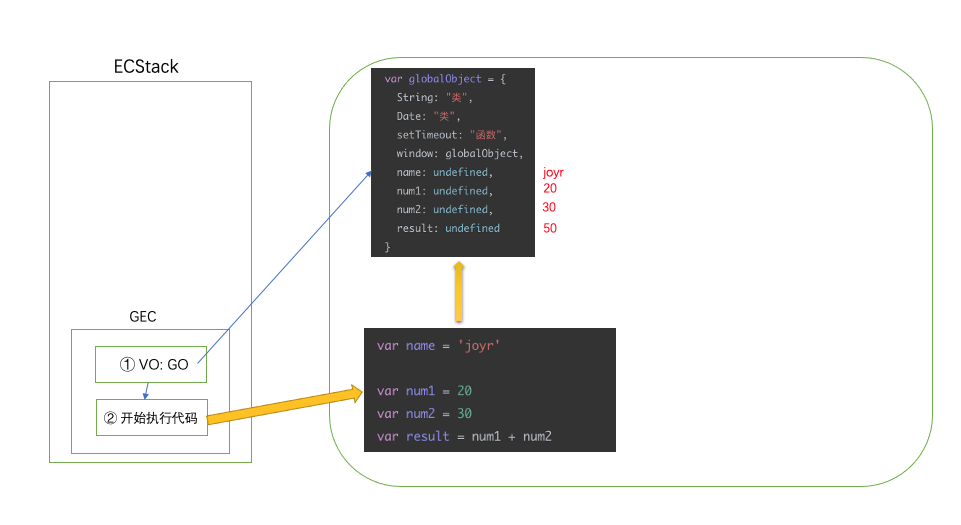 ECStack
GEC
① VO: GO
② 开始执行代码
var globalObject = {
String: "类",
Date: "类",
setTimeout: "函数",
window: globalObject,
name: undefined,
joyr
num1: undefined,
20
num2: undefined,
30
result: undefined
50
}
var name = 'joyr'
var num1 = 20
var num2 = 30
var result = num1 + num2